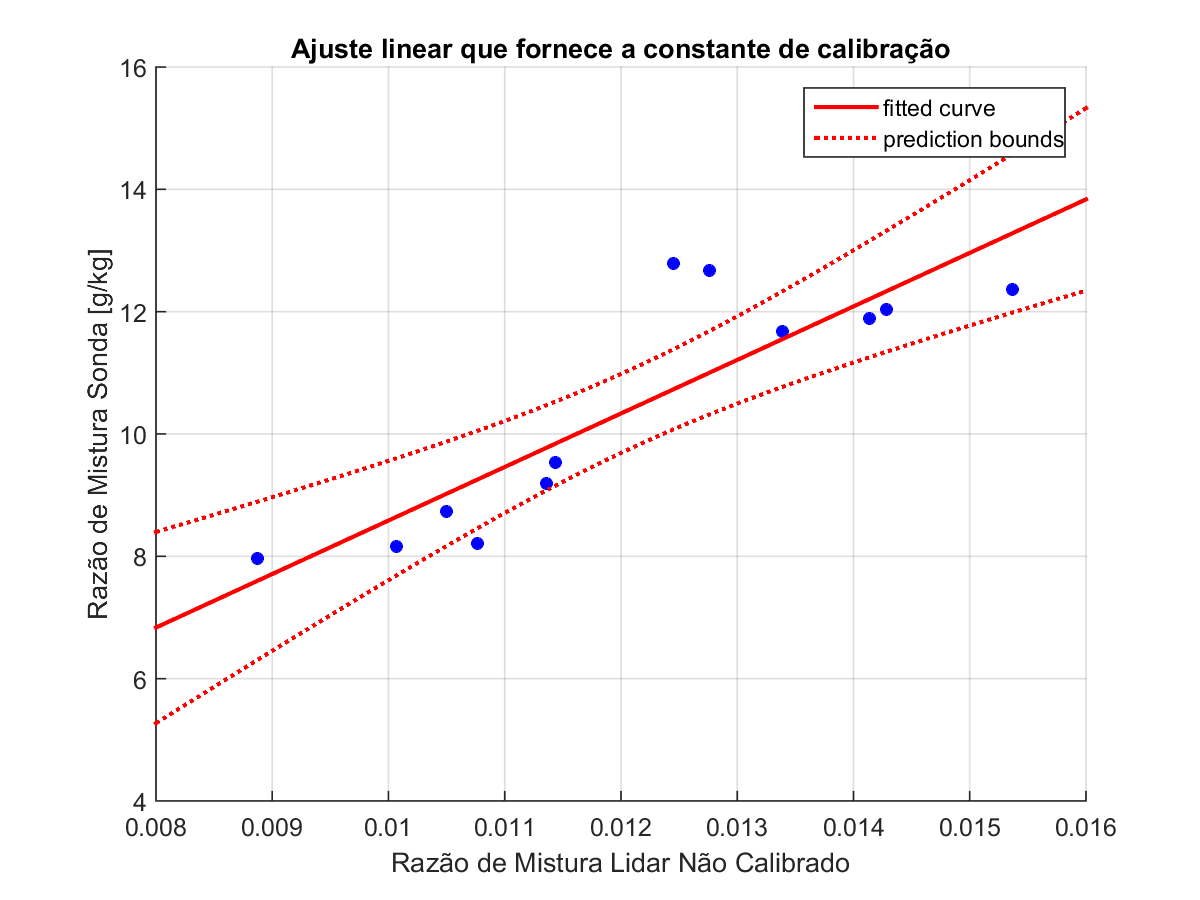 Ajuste linear que fornece a constante de calibração
fitted curve
prediction bounds
Razão de Mistura Sonda [g/kg]
16
14
12
10
8
6
4
0.008 0.009 0.01 0.011 0.012 0.013 0.014 0.015 0.016
Razão de Mistura Lidar Não Calibrado